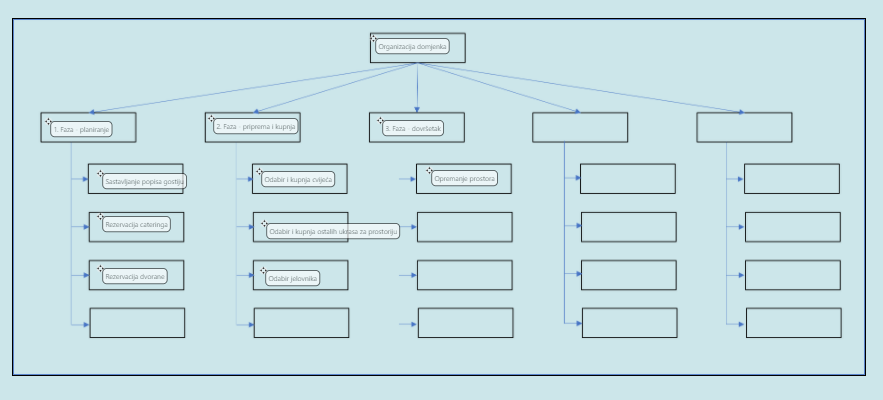 Organizacija domjenka
1. Faza - planiranje
2. Faza - priprema i kupnja
3. Faza - dovršetak
Sastavljanje popisa gostiju
Odabir i kupnja cvijeća
Opremanje prostora
Rezervacija cateringa
Odabir i kupnja ostalih ukrasa za prostoriju
Rezervacija dvorane
Odabir jelovnika